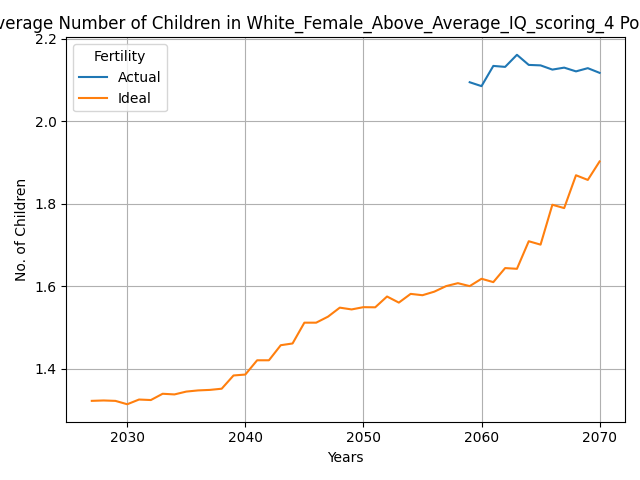 verage Number of Children in White_Female_Above_Average_IQ_scoring_4 Po
Fertility
Actual
Ideal
No. of Children
2.2
2.0
1.8
1.6
1.4
2030 2040 2050 2060 2070
Years